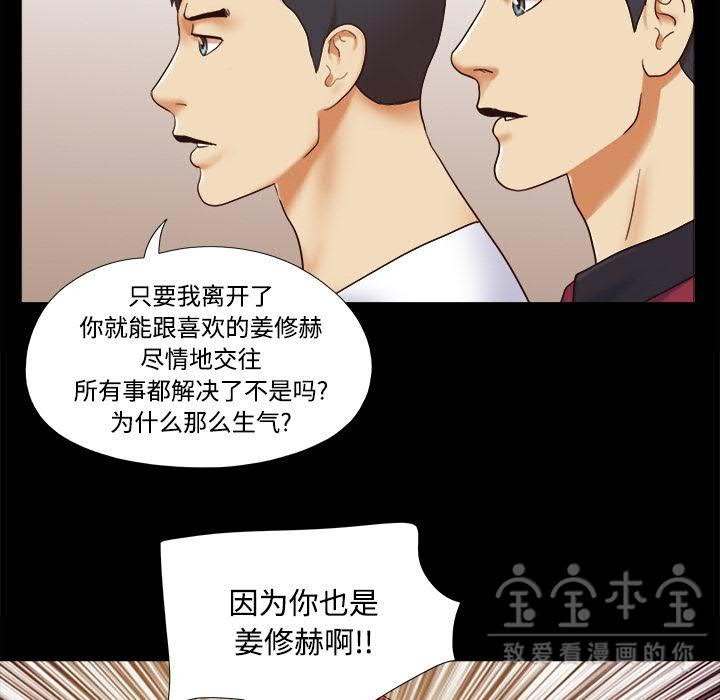 只要我离开了
你就能跟喜欢的姜修赫
尽情地交往
所有事都解决了不是吗?
为什么那么生气?
因为你也是
姜修赫啊!!
宝宝本宝
致爱看漫画的你